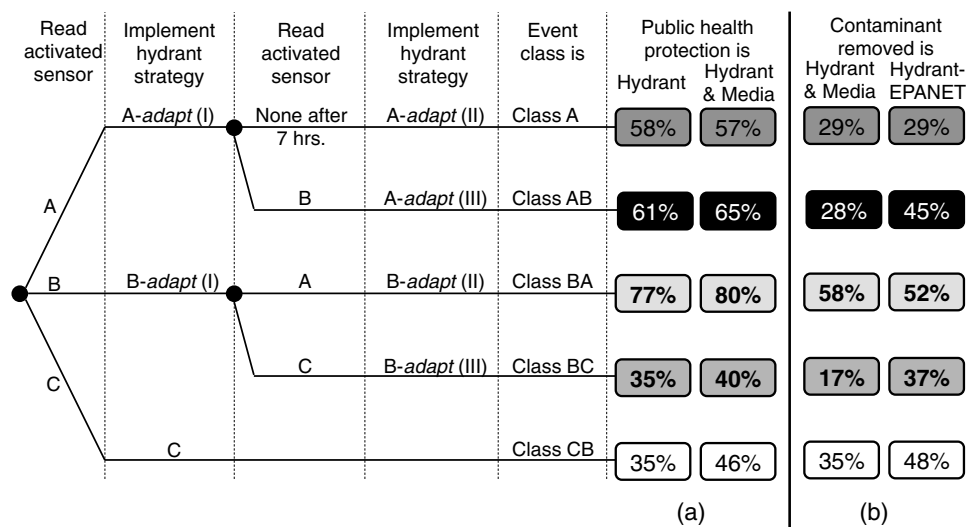 Read activated sensor
Implement hydrant strategy
Read activated sensor
Implement hydrant strategy
Event class is
Public health protection is
Hydrant
Hydrant & Media
Contaminant removed is
Hydrant & Media
Hydrant-EPANET
A
A-adapt (I)
None after 7 hrs.
A-adapt (II)
Class A
58%
57%
29%
29%
B
A-adapt (III)
Class AB
61%
65%
28%
45%
B
B-adapt (I)
A
B-adapt (II)
Class BA
77%
80%
58%
52%
C
B-adapt (III)
Class BC
35%
40%
17%
37%
C
C
Class CB
35%
46%
35%
48%
(a)
(b)